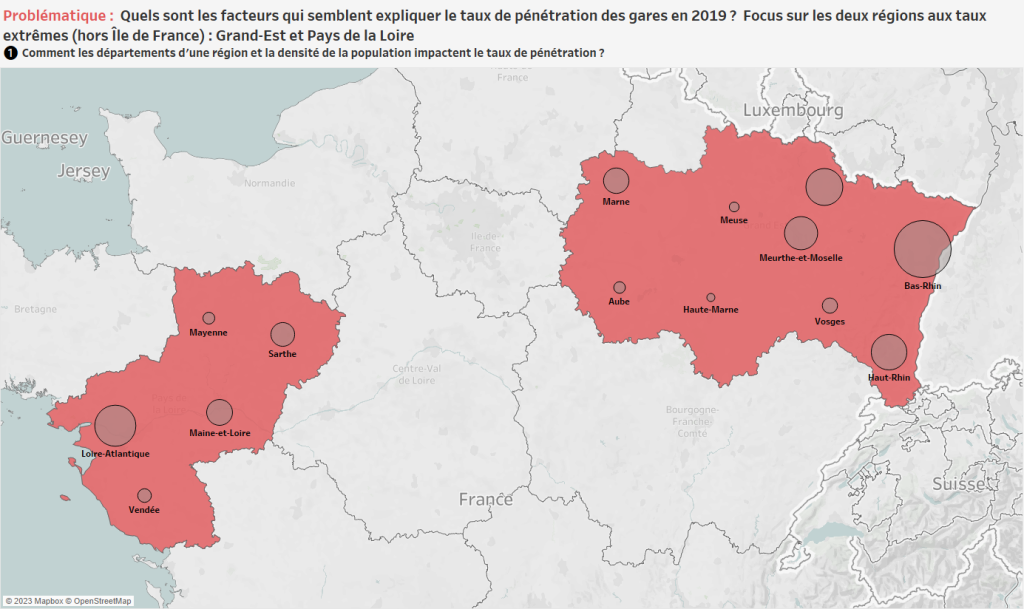 Problématique : Quels sont les facteurs qui semblent expliquer le taux de pénétration des gares en 2019 ? Focus sur les deux régions aux taux
extrêmes (hors Île de France) : Grand-Est et Pays de la Loire
1 Comment les départements d'une région et la densité de la population impactent le taux de pénétration ?
France
Luxembourg
Guernesey
Jersey
Normandie
Marne
Meuse
Île-de-
France
Meurthe-et-Moselle
Bas-Rhin
Aube
Haute-Marne
Vosges
Bretagne
Mayenne
Sarthe
Centre-Val
de Loire
Haut-Rhin
Bourgogne-
Franche-
Comté
Maine-et-Loire
Loire-Atlantique
Suisse
France
Vendée
© 2023 Mapbox © OpenStreetMap